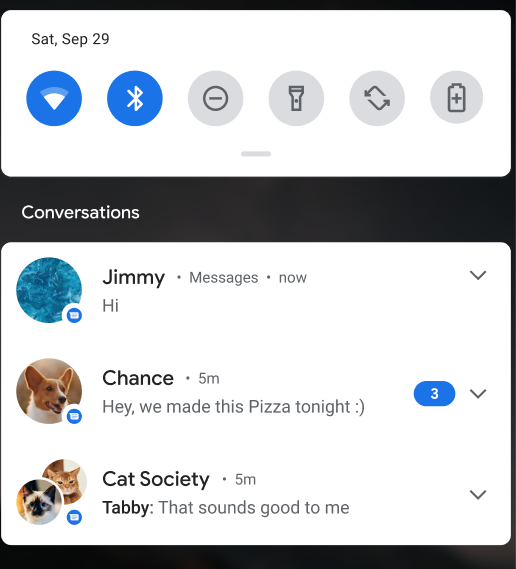 Sat, Sep 29
Conversations
Jimmy • Messages • now
Hi
Chance • 5m
Hey, we made this Pizza tonight :)
3
Cat Society • 5m
Tabby: That sounds good to me